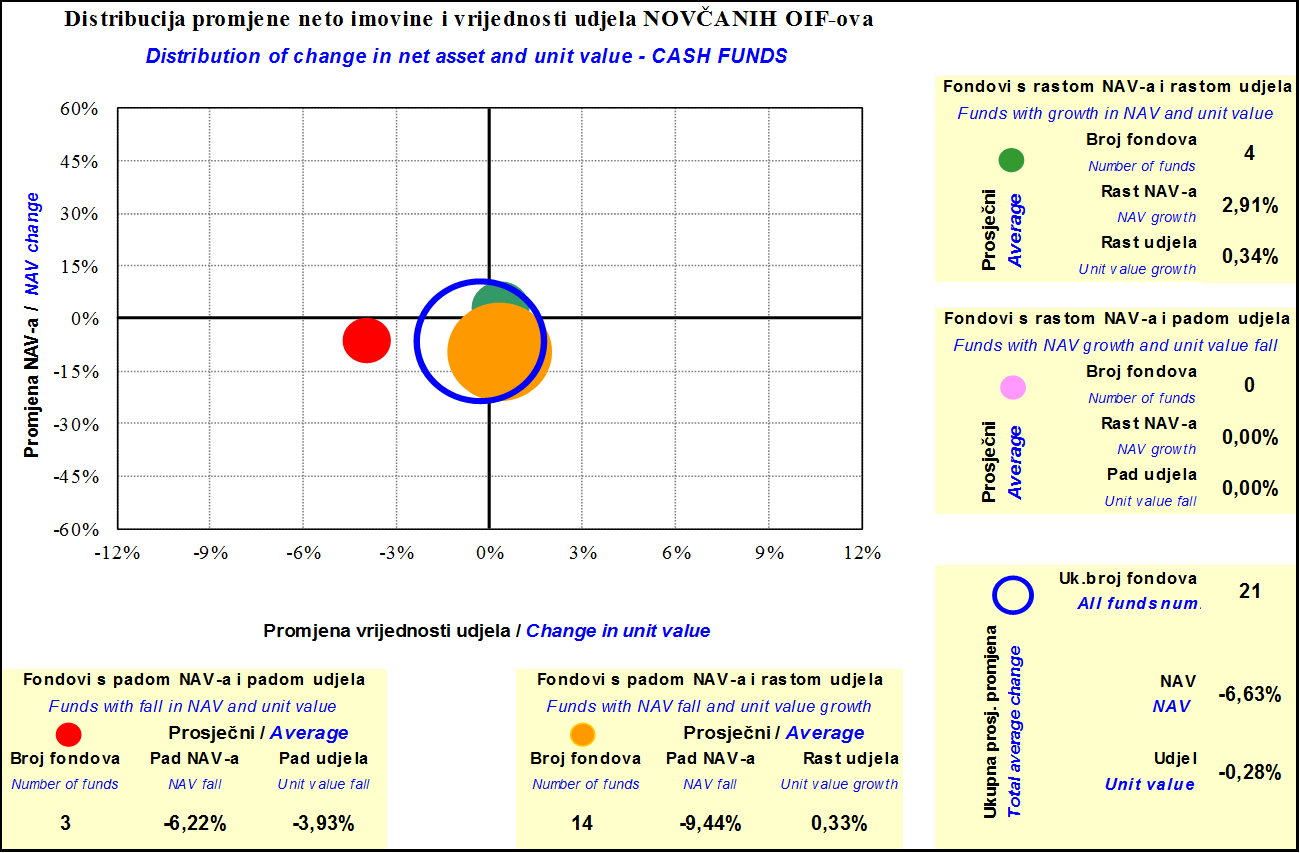 Distribucija promjene neto imovine i vrijednosti udjela NOVČANIH OIF-ova
Distribution of change in net asset and unit value - CASH FUNDS
60%
45%
30%
15%
0%
-15%
-30%
-45%
-60%
-12%
-9%
-6%
-3%
0%
3%
6%
9%
12%
Promjena NAV-a / NAV change
Promjena vrijednosti udjela / Change in unit value
Fondovi s rastom NAV-a i rastom udjela
Funds with growth in NAV and unit value
Broj fondova
Number of funds
4
Prosječni
Average
Rast NAV-a
NAV growth
2,91%
Rast udjela
Unit value growth
0,34%
Fondovi s rastom NAV-a i padom udjela
Funds with NAV growth and unit value fall
Broj fondova
Number of funds
0
Prosječni
Average
Rast NAV-a
NAV growth
0,00%
Pad udjela
Unit value fall
0,00%
Uk.broj fondova
All funds num.
21
Ukupna prosj. promjena
Total average change
NAV
NAV
-6,63%
Udjel
Unit value
-0,28%
Fondovi s padom NAV-a i padom udjela
Funds with fall in NAV and unit value
Prosječni / Average
Broj fondova Pad NAV-a Pad udjela
Number of funds NAV fall Unit value fall
3 -6,22% -3,93%
Fondovi s padom NAV-a i rastom udjela
Funds with NAV fall and unit value growth
Prosječni / Average
Broj fondova Pad NAV-a Rast udjela
Number of funds NAV fall Unit value growth
14 -9,44% 0,33%